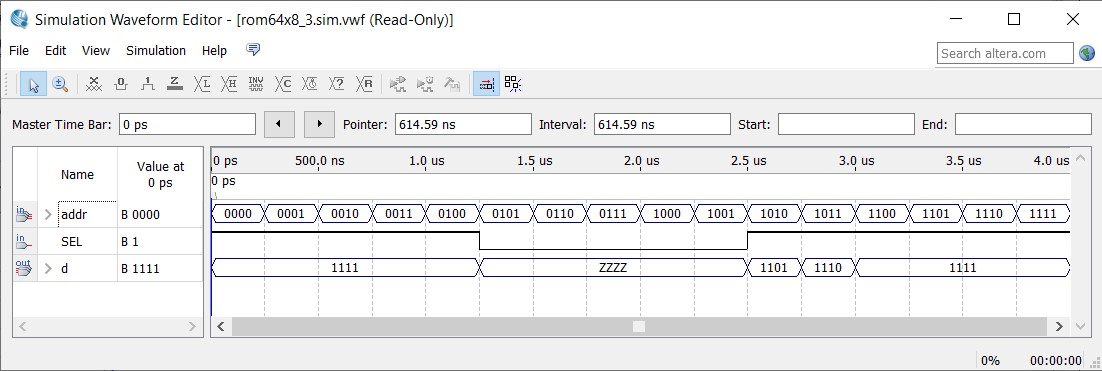 Simulation Waveform Editor - [rom64x8_3.sim.vwf (Read-Only)]
File Edit View Simulation Help
Search altera.com
Master Time Bar: 0 ps Pointer: 614.59 ns Interval: 614.59 ns Start: End:
Name Value at 0 ps
0 ps 500.0 ns 1.0 us 1.5 us 2.0 us 2.5 us 3.0 us 3.5 us 4.0 us
0 ps
addr B 0000 0000 0001 0010 0011 0100 0101 0110 0111 1000 1001 1010 1011 1100 1101 1110 1111
SEL B 1
d B 1111 1111 ZZZZ 1101 1110 1111
0% 00:00:00